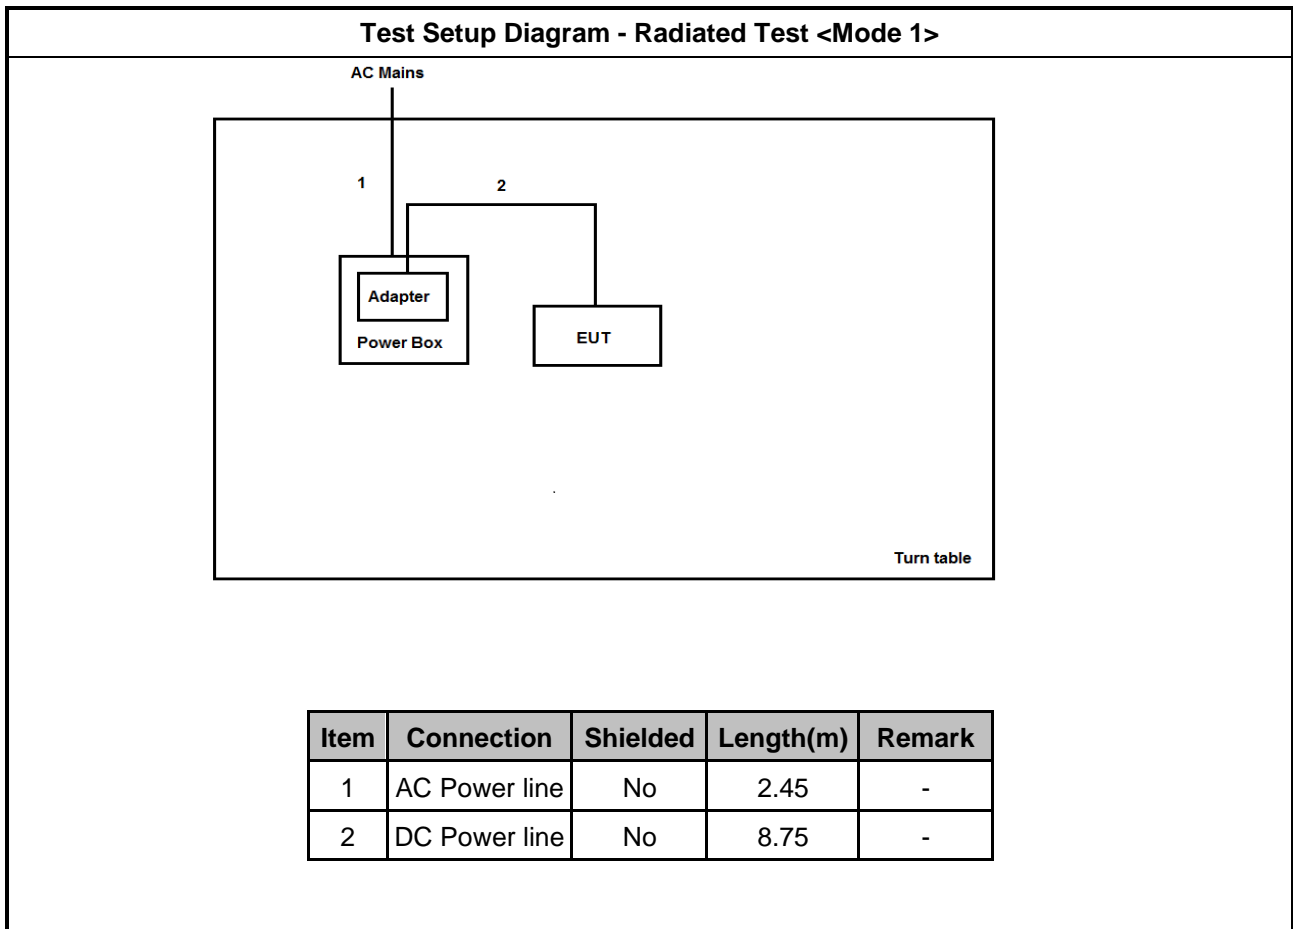 Test Setup Diagram - Radiated Test <Mode 1>
AC Mains
1
2
Adapter
Power Box
EUT
Turn table
Item Connection Shielded Length(m) Remark
1 AC Power line No 2.45 -
2 DC Power line No 8.75 -